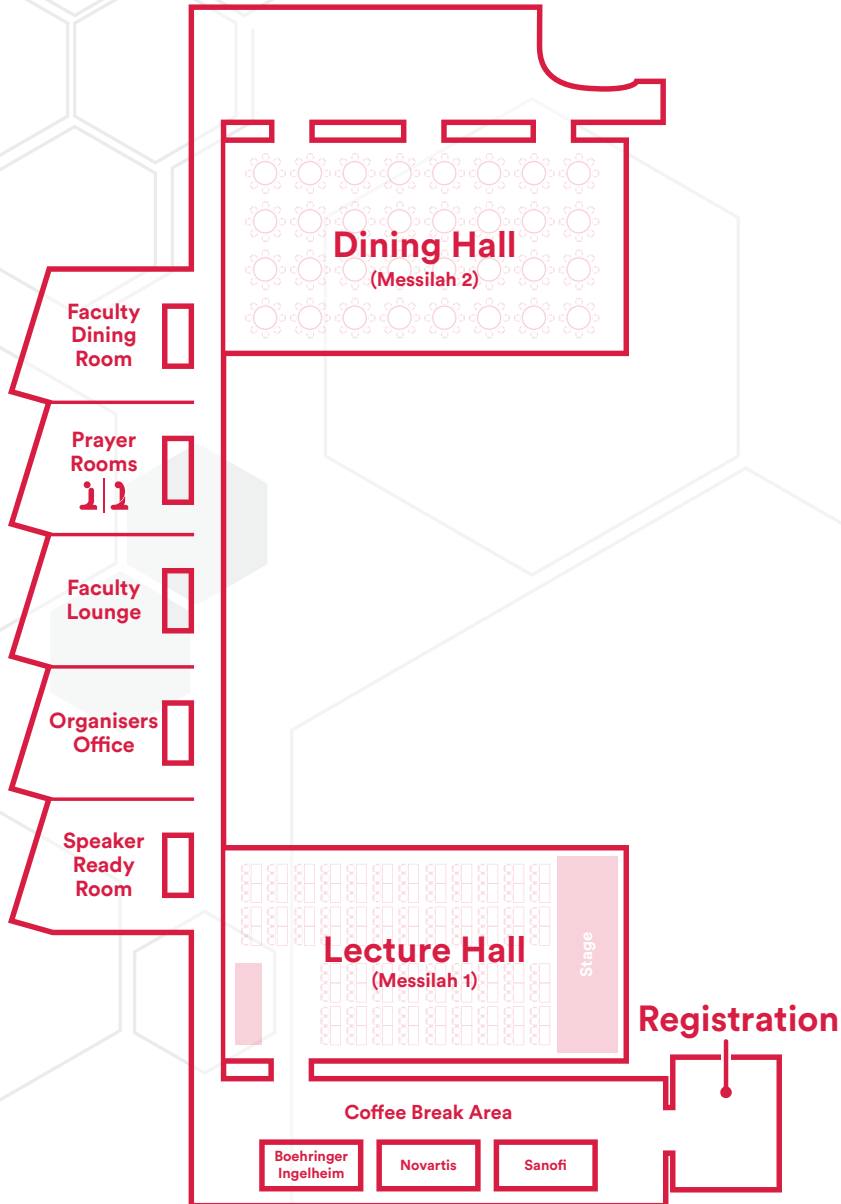 Dining Hall
(Messilah 2)
Faculty
Dining
Room
Prayer
Rooms
Faculty
Lounge
Organisers
Office
Speaker
Ready
Room
Lecture Hall
(Messilah 1)
Stage
Registration
Coffee Break Area
Boehringer
Ingelheim
Novartis
Sanofi